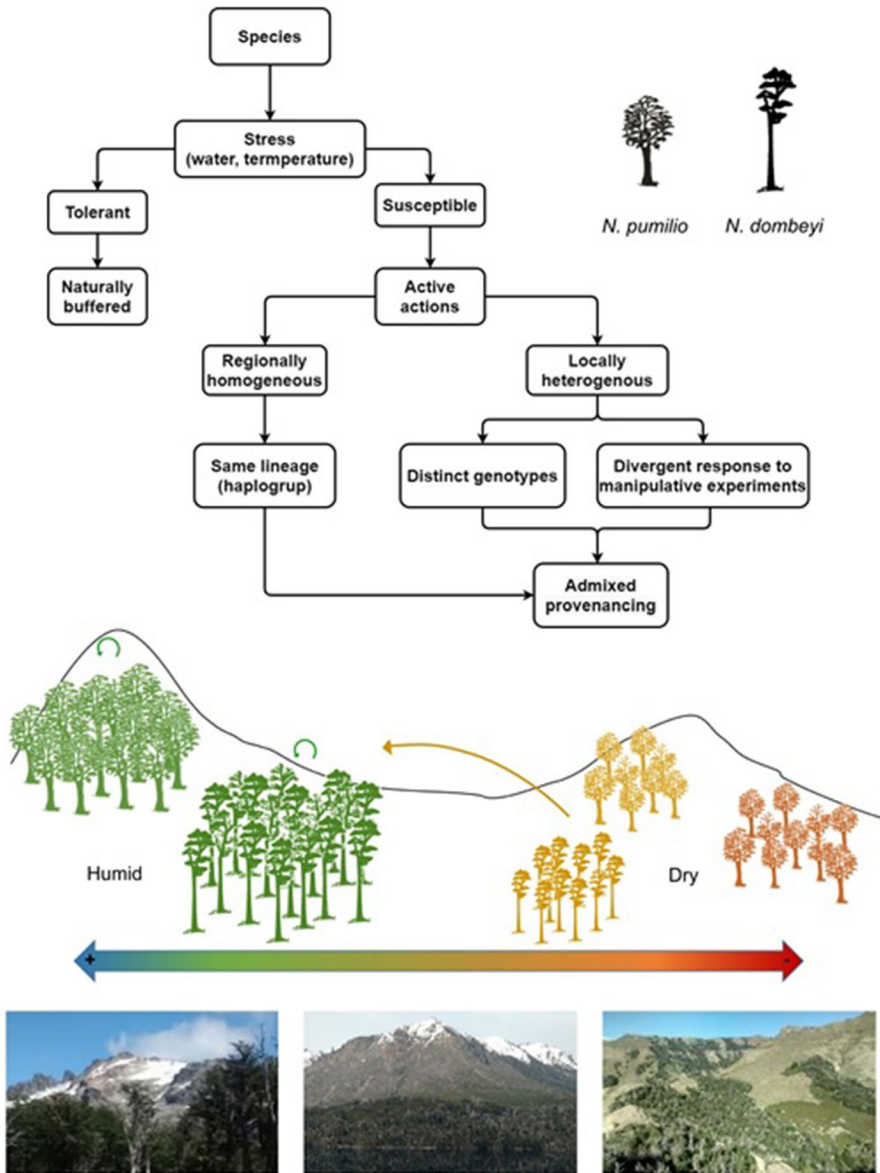 Species
Stress
(water, termperature)
Tolerant
Susceptible
N. pumilio
N. dombeyi
Naturally
buffered
Active
actions
Regionally
homogeneous
Locally
heterogenous
Same lineage
(haplogrup)
Distinct genotypes
Divergent response to
manipulative experiments
Admixed
provenancing
Humid
Dry
+
-